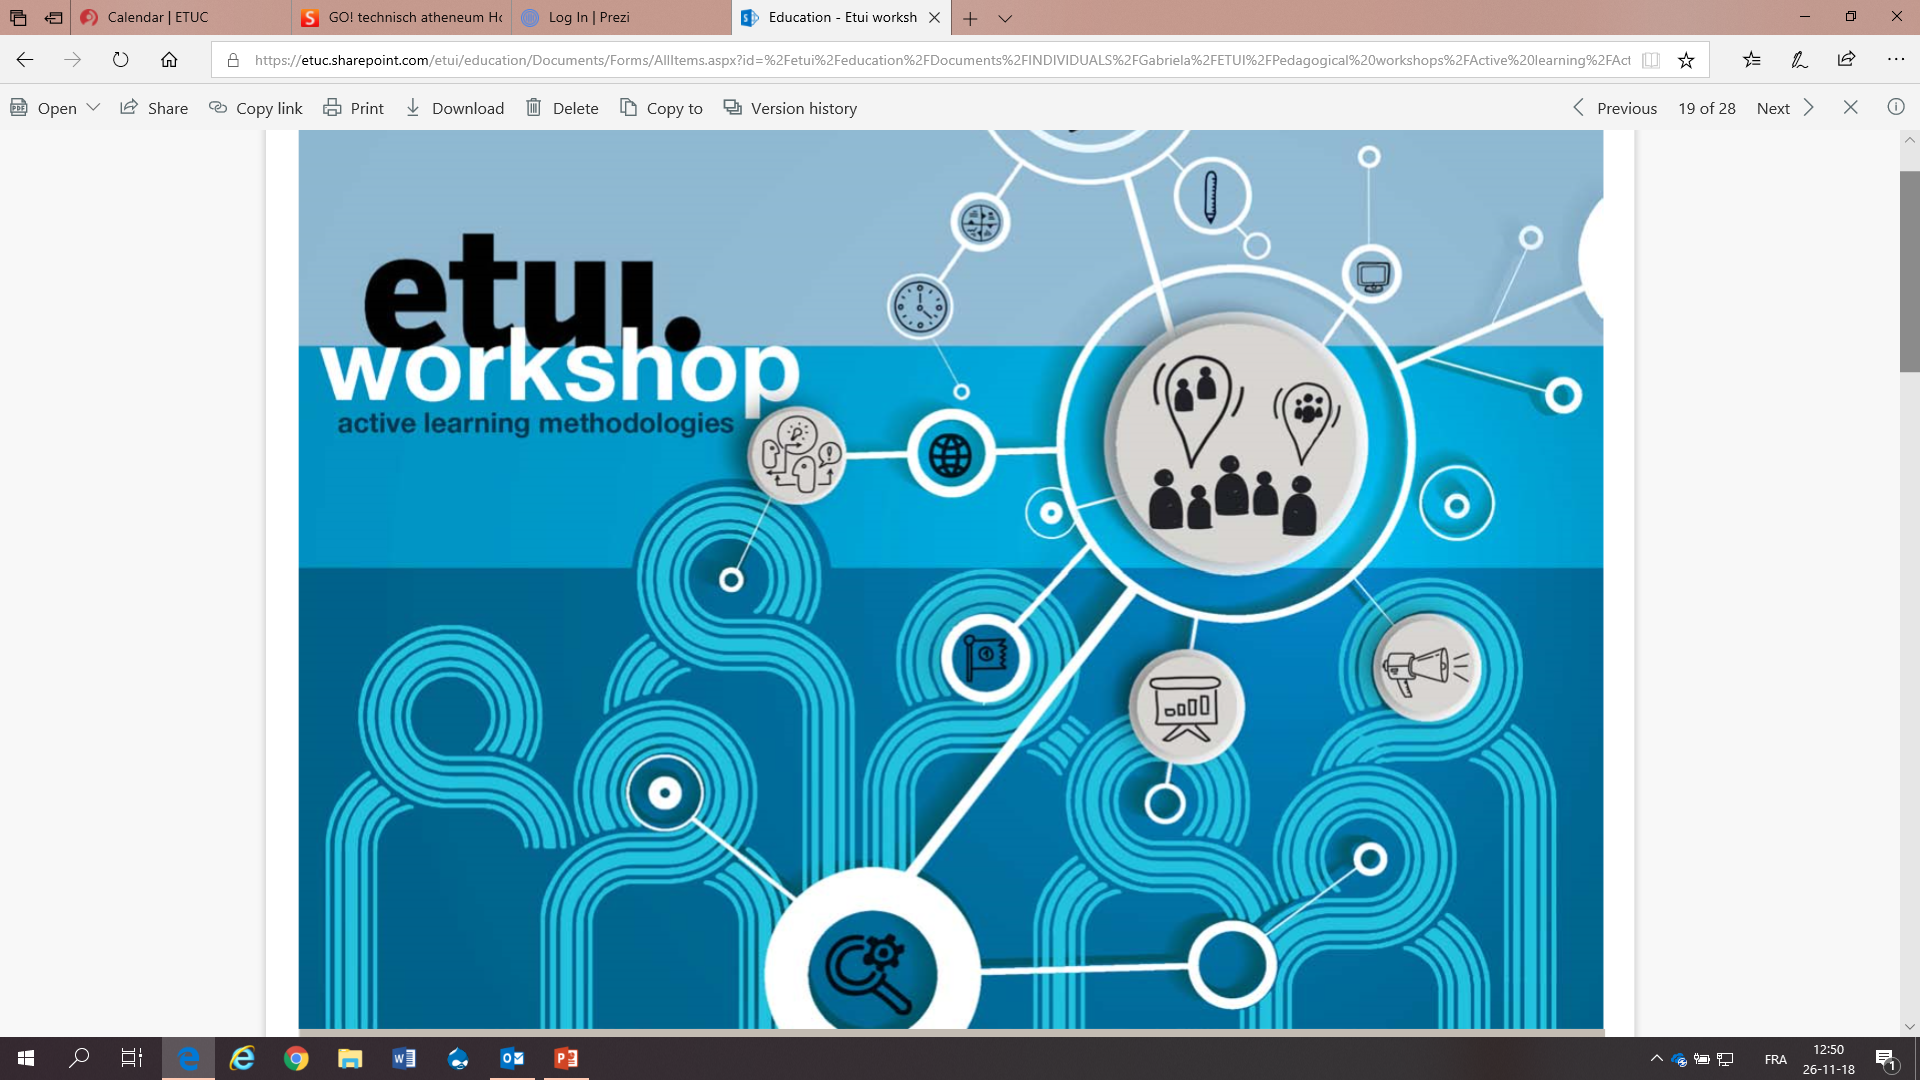 Calendar | ETUC
GO! technisch atheneum Ho
Log In | Prezi
Education - Etui worksh
https://etuc.sharepoint.com/etui/education/Documents/Forms/AllItems.aspx?id=%2Fetui%2Feducation%2FDocuments%2FINDIVIDUALS%2FGabriela%2FETUI%2FPedagogical%20workshops%2FActive%20learning%2FAct
Open Share Copy link Print Download Delete Copy to Version history Previous 19 of 28 Next
etui.
workshop
active learning methodologies
FRA
12:50
26-11-18
1